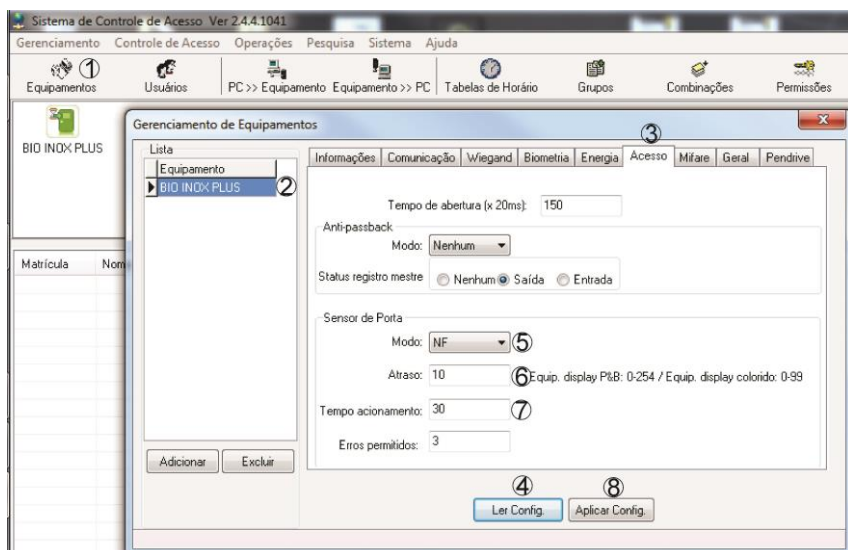 Sistema de Controle de Acesso Ver 2.4.4.1041
Gerenciamento Controle de Acesso Operações Pesquisa Sistema Ajuda
①
Equipamentos Usuários PC >> Equipamento Equipamento >> PC Tabelas de Horário Grupos Combinações Permissões
BIO INOX PLUS
Matrícula Nom
Gerenciamento de Equipamentos
Lista
Equipamento
BIO INOX PLUS ②
Adicionar Excluir
③
Informações Comunicação Wiegand Biometria Energia Acesso Mifare Geral Pendrive
Tempo de abertura (x 20ms): 150
Anti-passback
Modo: Nenhum
Status registro mestre Nenhum Saída Entrada
Sensor de Porta
Modo: NF ⑤
Atraso: 10 ⑥ Equip. display P&B: 0-254 / Equip. display colorido: 0-99
Tempo acionamento: 30 ⑦
Erros permitidos: 3
④ ⑧
Ler Config. Aplicar Config.